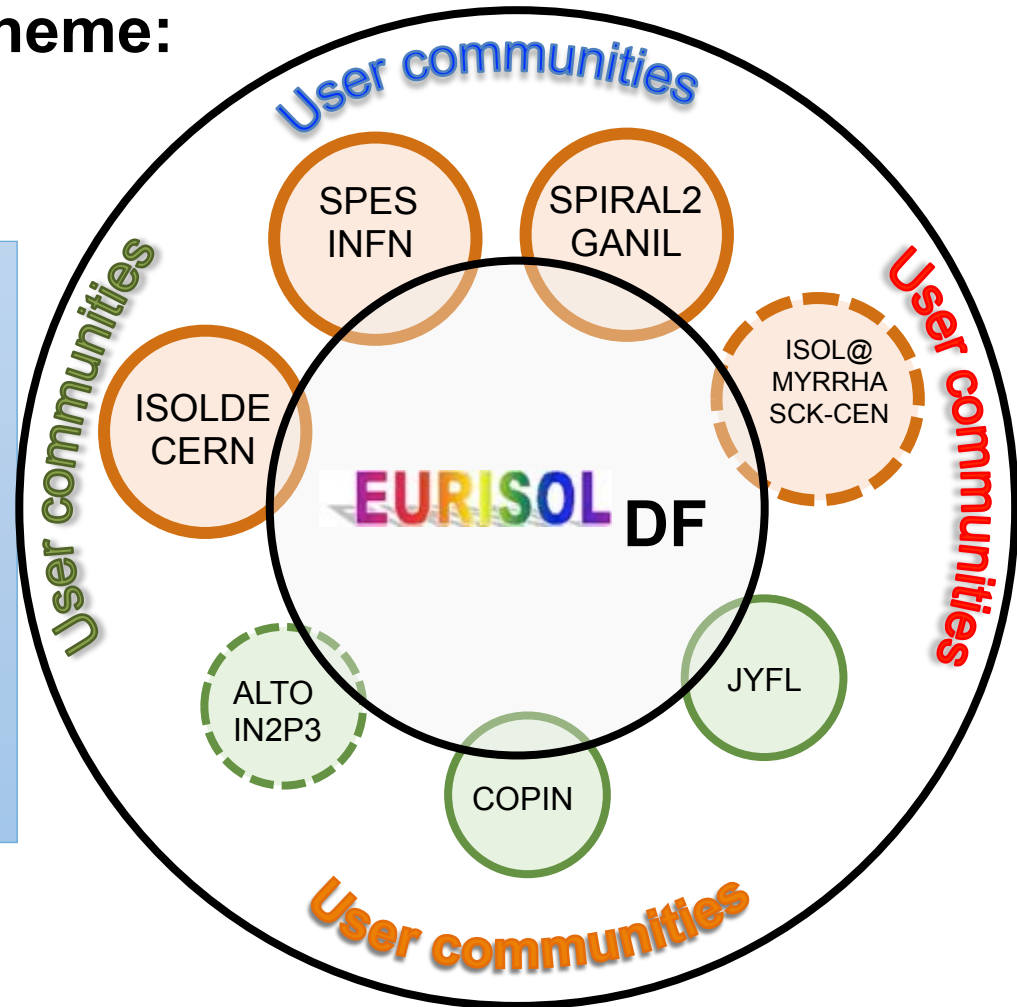 neme:
User communities
SPES
INFN
SPIRAL2
GANIL
User communities
User communities
ISOL@
MYRRHA
SCK-CEN
ISOLDE
CERN
EURISOL DF
ALTO
IN2P3
JYFL
COPIN
User communities